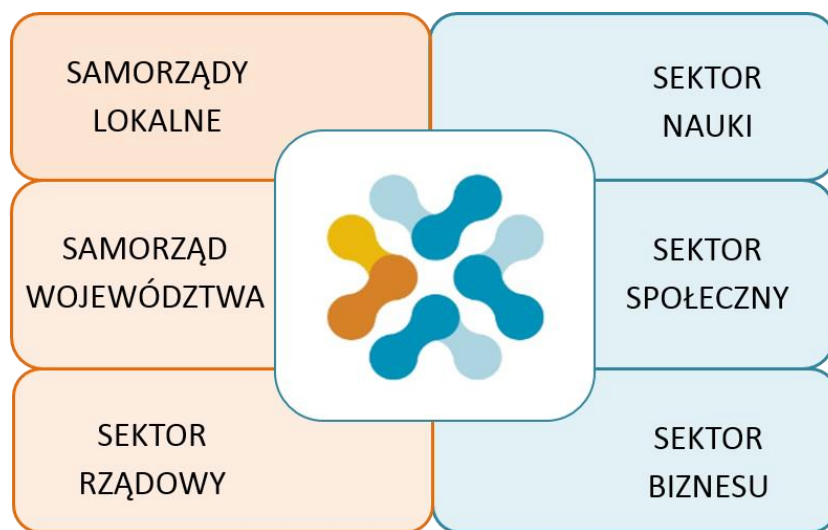 SAMORZĄDY
LOKALNE
SEKTOR
NAUKI
SAMORZĄD
WOJEWÓDZTWA
SEKTOR
SPOŁECZNY
SEKTOR
RZĄDOWY
SEKTOR
BIZNESU